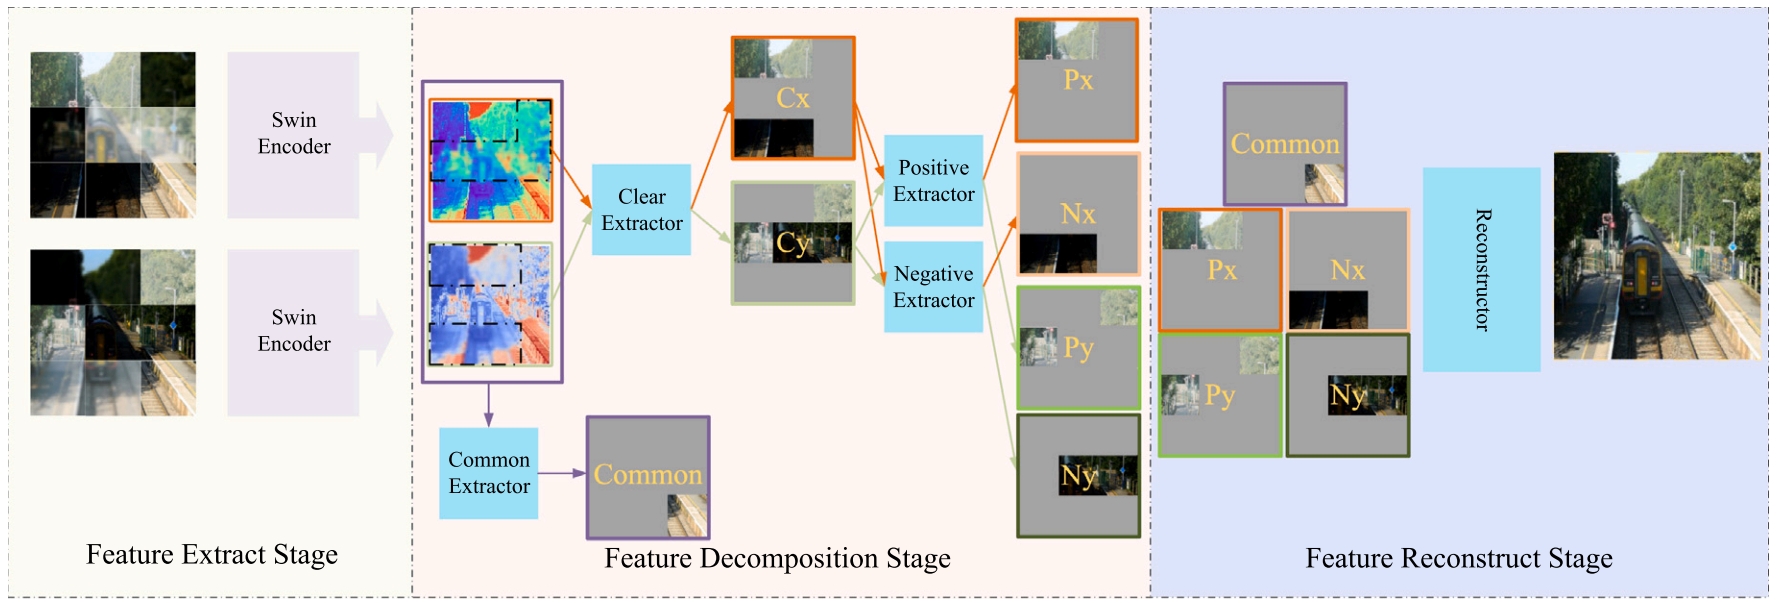 Swin
Encoder
Swin
Encoder
Feature Extract Stage
Clear
Extractor
Common
Extractor
Common
Cx
Cy
Positive
Extractor
Negative
Extractor
Px
Nx
Py
Ny
Feature Decomposition Stage
Common
Px
Nx
Py
Ny
Reconstructor
Feature Reconstruct Stage